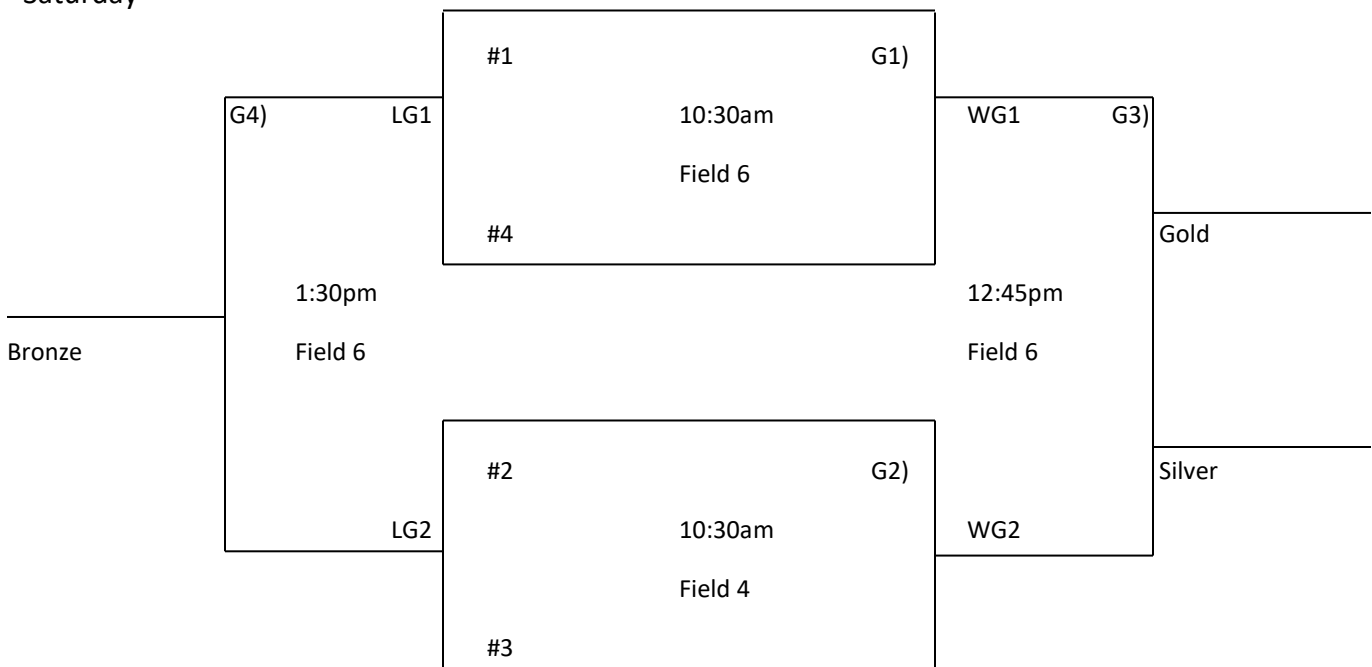 Saturday
#1 G1)
G4) LG1 10:30am WG1 G3)
Field 6
#4 Gold
1:30pm 12:45pm
Bronze Field 6 Field 6
#2 G2) Silver
LG2 10:30am WG2
Field 4
#3